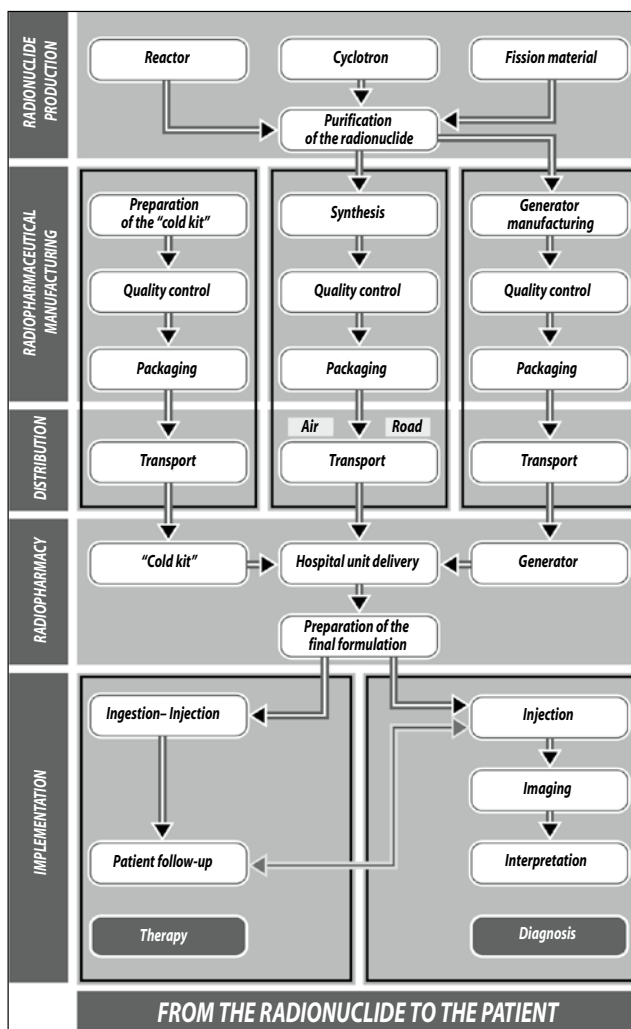 RADIONUCLIDE
PRODUCTION
Reactor
Cyclotron
Fission material
Purification
of the radionuclide
RADIOPHARMACEUTICAL
MANUFACTURING
Preparation
of the “cold kit”
Synthesis
Generator
manufacturing
Quality control
Quality control
Quality control
Packaging
Packaging
Packaging
DISTRIBUTION
Air
Road
Transport
Transport
Transport
RADIOPHARMACY
“Cold kit”
Hospital unit delivery
Generator
Preparation of the
final formulation
IMPLEMENTATION
Ingestion– Injection
Injection
Imaging
Patient follow-up
Interpretation
Therapy
Diagnosis
FROM THE RADIONUCLIDE TO THE PATIENT